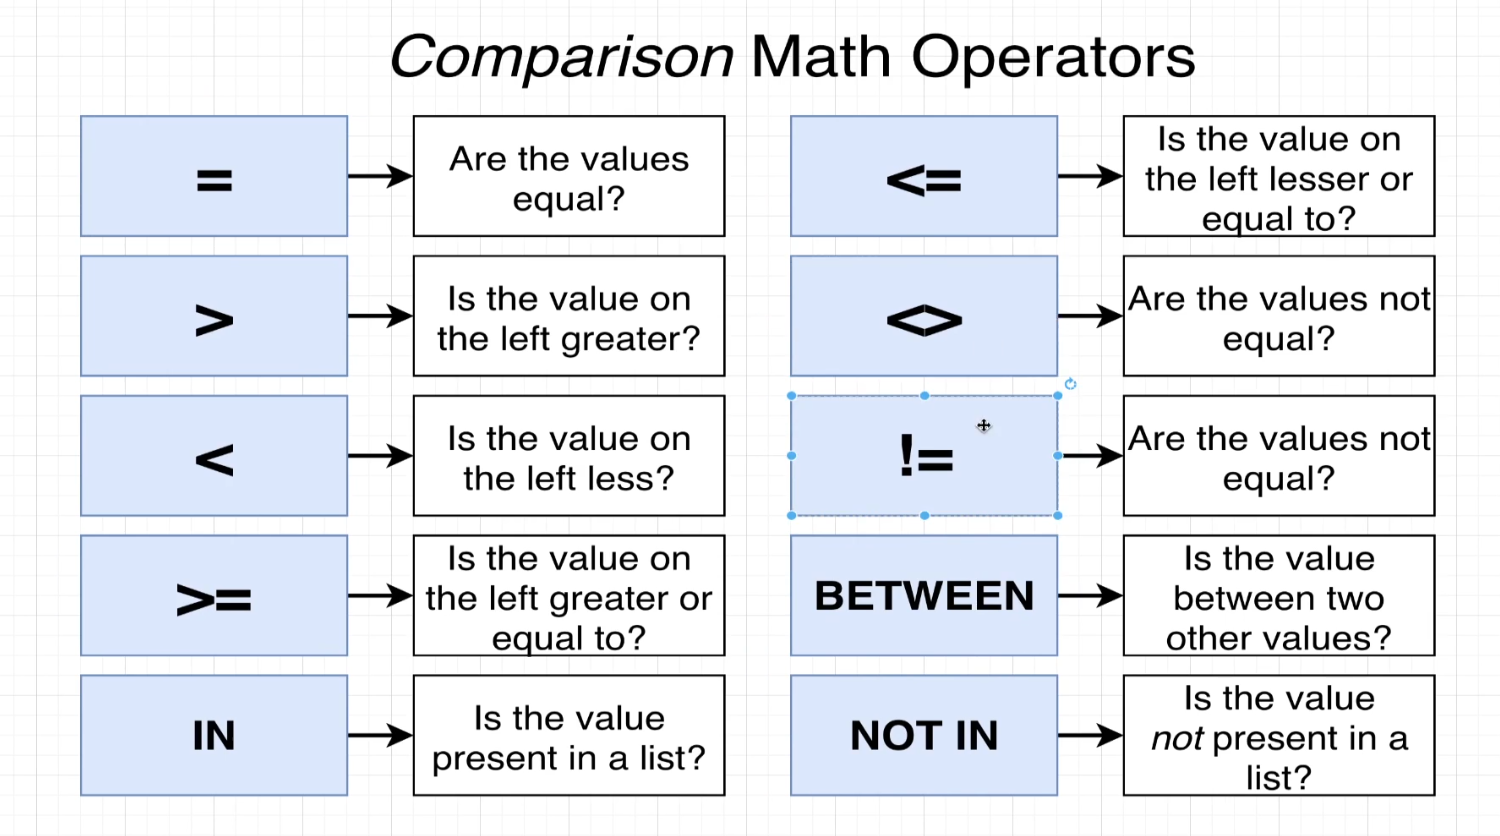 Comparison Math Operators
=
Are the values
equal?
>
Is the value on
the left greater?
<
Is the value on
the left less?
>=
Is the value on
the left greater or
equal to?
IN
Is the value
present in a list?
<=
Is the value on
the left lesser or
equal to?
<>
Are the values not
equal?
!=
Are the values not
equal?
BETWEEN
Is the value
between two
other values?
NOT IN
Is the value
not present in a
list?